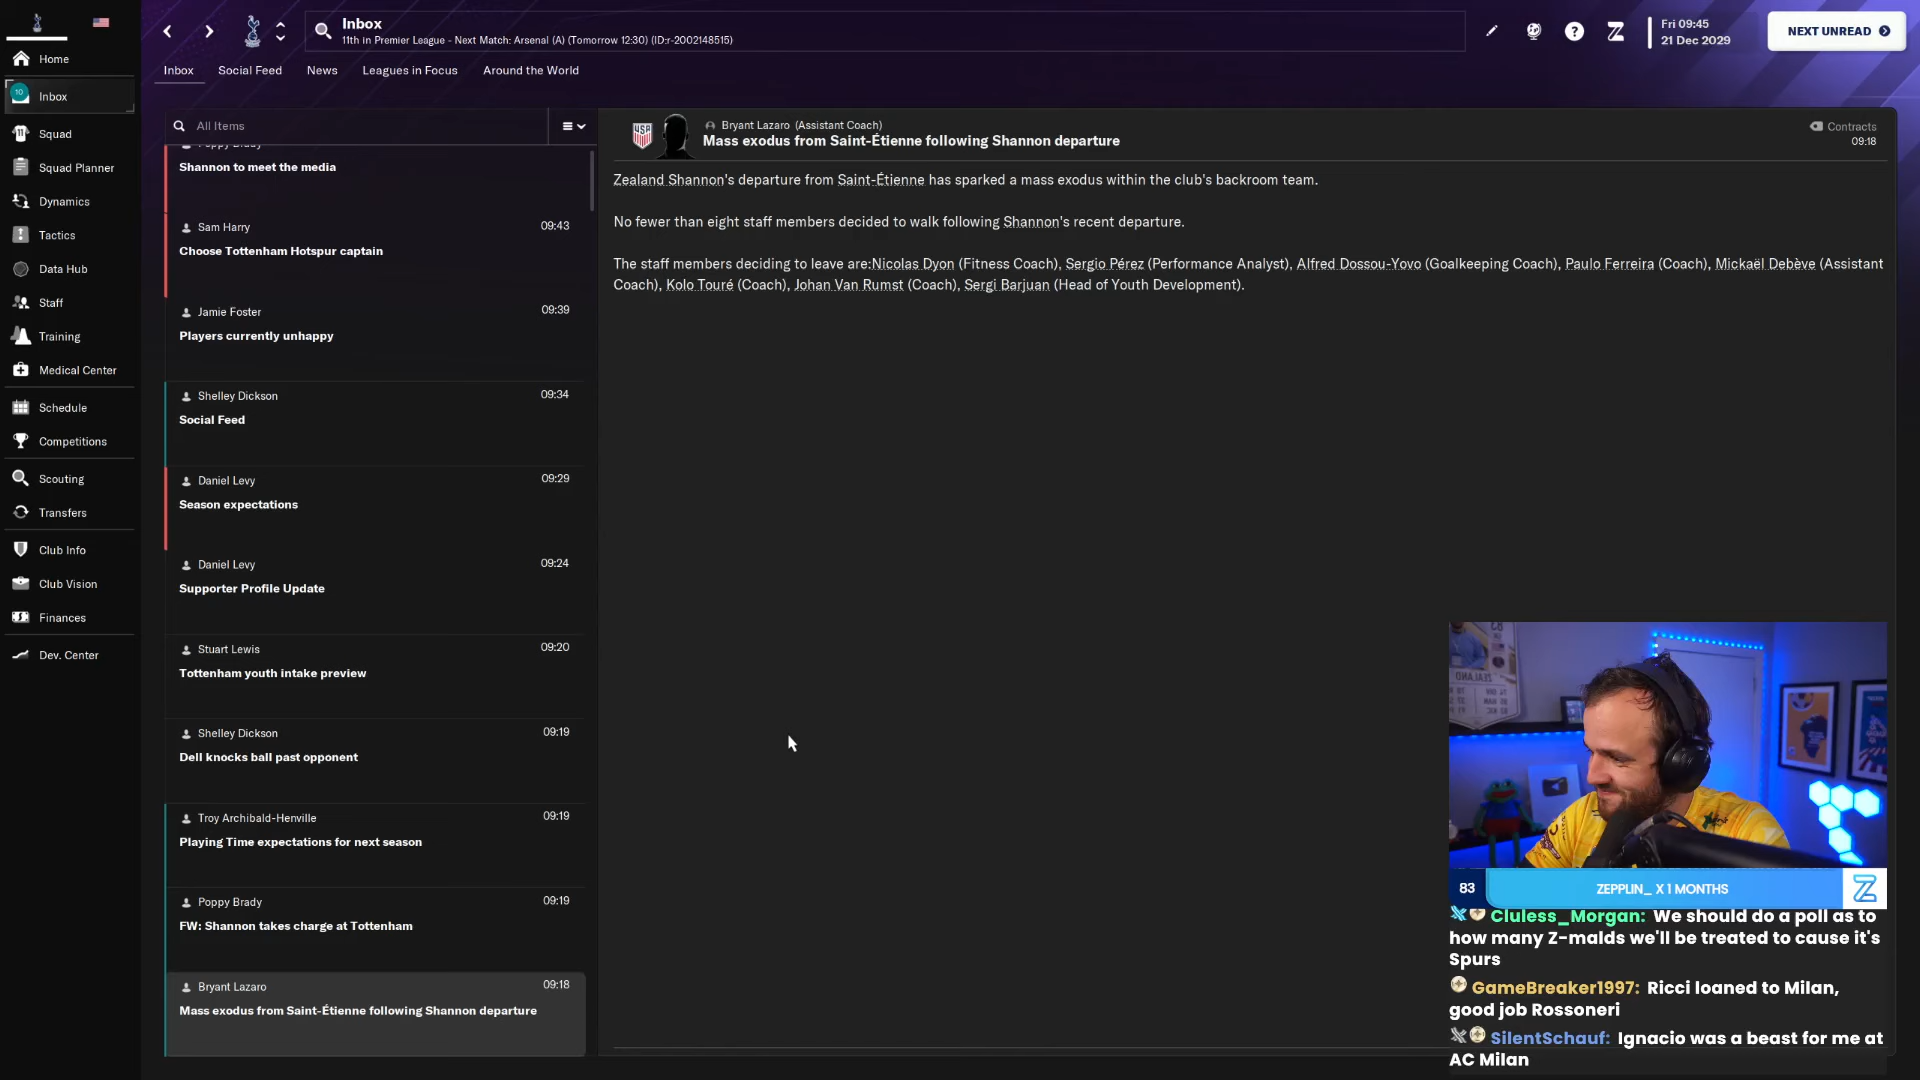 Inbox
11th in Premier League - Next Match: Arsenal (A) (Tomorrow 12:30) (ID:r-2002148515)
Fri 09:45
21 Dec 2029
NEXT UNREAD
Home
10
Inbox
Squad
Squad Planner
Dynamics
Tactics
Data Hub
Staff
Training
Medical Center
Schedule
Competitions
Scouting
Transfers
Club Info
Club Vision
Finances
Dev. Center
Inbox
Social Feed
News
Leagues in Focus
Around the World
All Items
Poppy Brady
Shannon to meet the media
Sam Harry 09:43
Choose Tottenham Hotspur captain
Jamie Foster 09:39
Players currently unhappy
Shelley Dickson 09:34
Social Feed
Daniel Levy 09:29
Season expectations
Daniel Levy 09:24
Supporter Profile Update
Stuart Lewis 09:20
Tottenham youth intake preview
Shelley Dickson 09:19
Dell knocks ball past opponent
Troy Archibald-Henville 09:19
Playing Time expectations for next season
Poppy Brady 09:19
FW: Shannon takes charge at Tottenham
Bryant Lazaro 09:18
Mass exodus from Saint-Étienne following Shannon departure
USA
Bryant Lazaro (Assistant Coach)
Mass exodus from Saint-Étienne following Shannon departure
Contracts
09:18
Zealand Shannon's departure from Saint-Étienne has sparked a mass exodus within the club's backroom team.
No fewer than eight staff members decided to walk following Shannon's recent departure.
The staff members deciding to leave are:Nicolas Dyon (Fitness Coach), Sergio Pérez (Performance Analyst), Alfred Dossou-Yovo (Goalkeeping Coach), Paulo Ferreira (Coach), Mickaël Debève (Assistant
Coach), Kolo Touré (Coach), Johan Van Rumst (Coach), Sergi Barjuan (Head of Youth Development).
83
ZEPPLIN_ X 1 MONTHS
Cluless_Morgan: We should do a poll as to
how many Z-malds we'll be treated to cause it's
Spurs
GameBreaker1997: Ricci loaned to Milan,
good job Rossoneri
SilentSchauf: Ignacio was a beast for me at
AC Milan